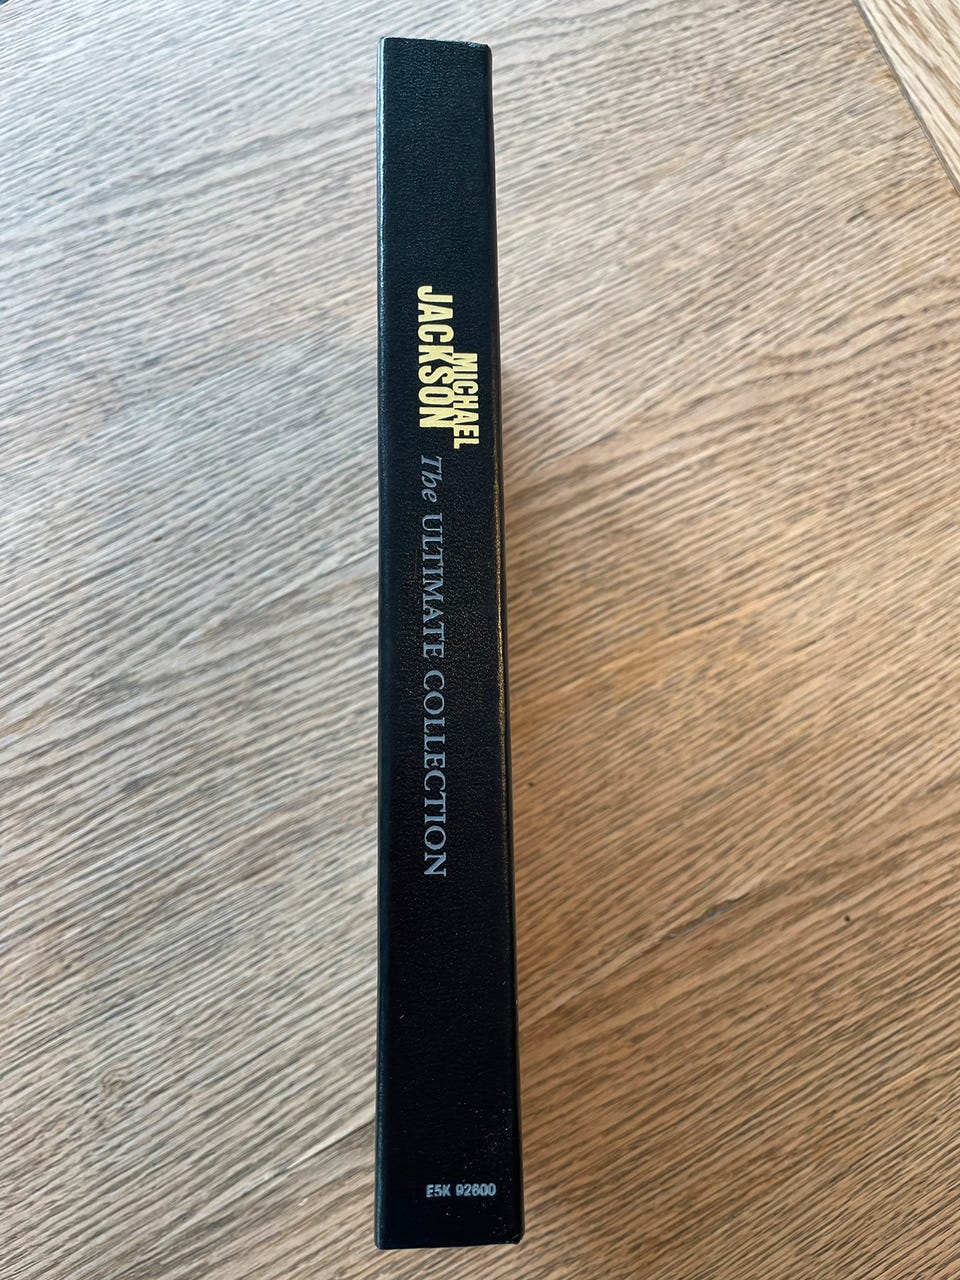 MICHAEL
JACKSON
The ULTIMATE COLLECTION
E5K 92600